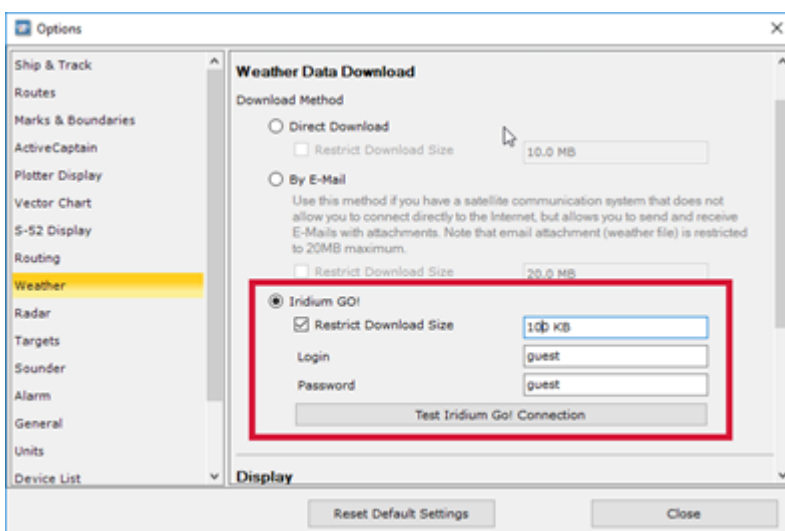 Options
Ship & Track
Routes
Marks & Boundaries
ActiveCaptain
Plotter Display
Vector Chart
S-52 Display
Routing
Weather
Radar
Targets
Sounder
Alarm
General
Units
Device List
Weather Data Download
Download Method
Direct Download
Restrict Download Size 10.0 MB
By E-Mail
Use this method if you have a satellite communication system that does not
allow you to connect directly to the Internet, but allows you to send and receive
E-Mails with attachments. Note that email attachment (weather file) is restricted
to 20MB maximum.
Restrict Download Size 20.0 MB
Iridium GO!
Restrict Download Size 100 KB
Login guest
Password guest
Test Iridium Go! Connection
Display
Reset Default Settings Close